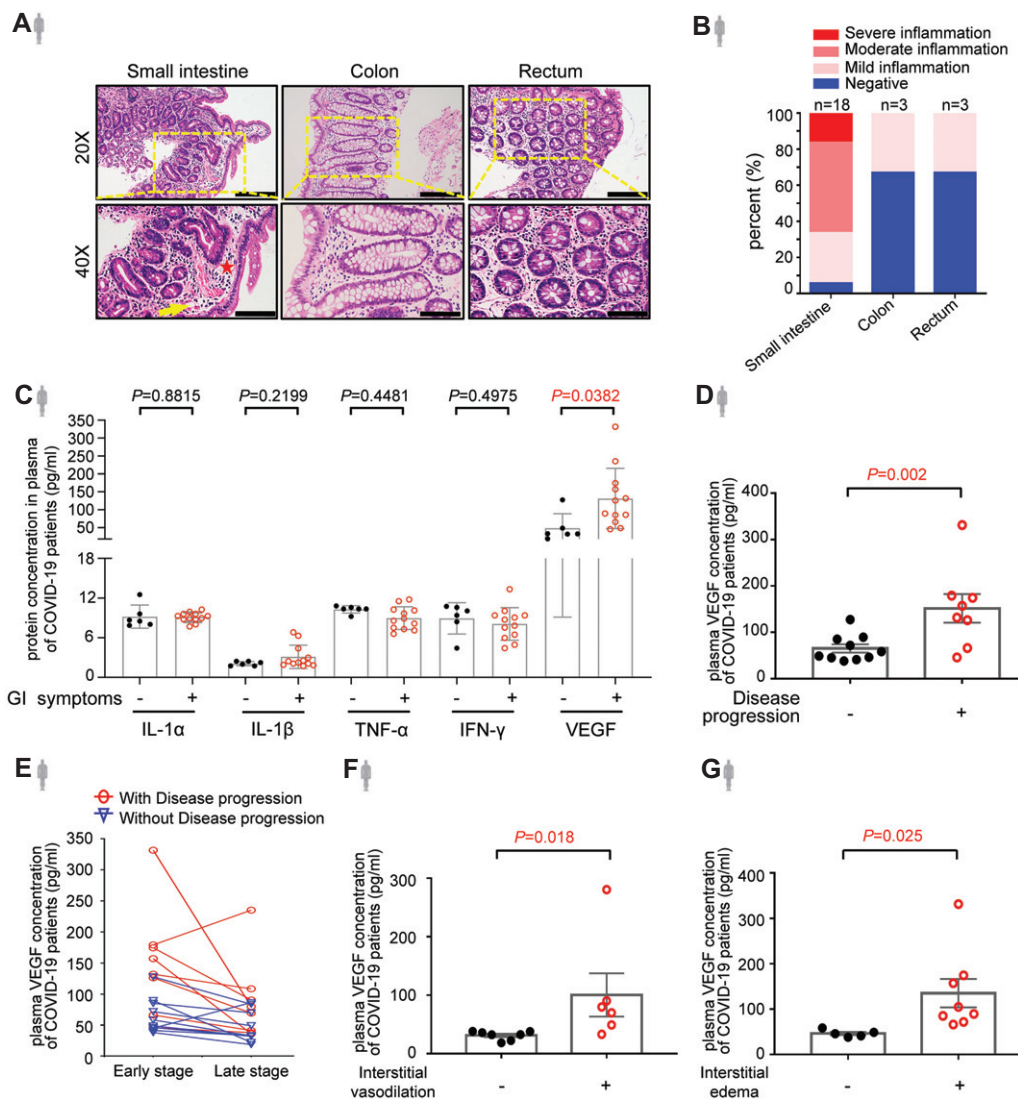 A
Small intestine
Colon
Rectum
20X
40X
B
Severe inflammation
Moderate inflammation
Mild inflammation
Negative
n=18
n=3
n=3
percent (%)
100
80
60
40
20
0
Small intestine
Colon
Rectum
C
P=0.8815
P=0.2199
P=0.4481
P=0.4975
P=0.0382
protein concentration in plasma
of COVID-19 patients (pg/ml)
350
300
250
200
150
100
50
18
12
6
0
GI symptoms
-
+
-
+
-
+
-
+
-
+
IL-1α
IL-1β
TNF-α
IFN-γ
VEGF
D
P=0.002
plasma VEGF concentration
of COVID-19 patients (pg/ml)
400
300
200
100
0
Disease
progression
-
+
E
With Disease progression
Without Disease progression
plasma VEGF concentration
of COVID-19 patients (pg/ml)
350
300
250
200
150
100
50
0
Early stage
Late stage
F
P=0.018
plasma VEGF concentration
of COVID-19 patients (pg/ml)
300
200
100
0
Interstitial
vasodilation
-
+
G
P=0.025
plasma VEGF concentration
of COVID-19 patients (pg/ml)
400
300
200
100
0
Interstitial
edema
-
+